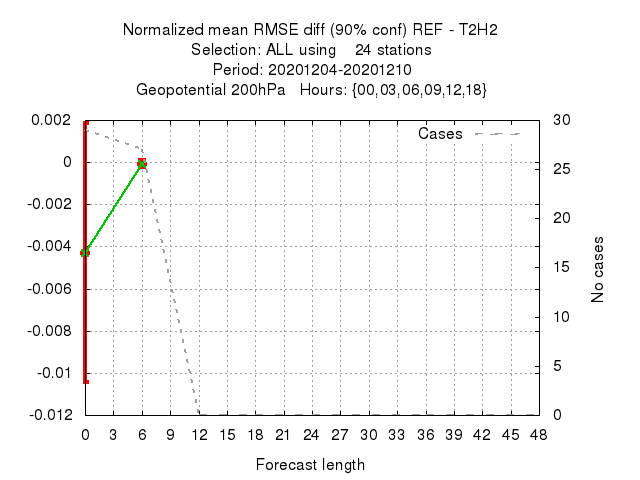 Normalized mean RMSE diff (90% conf) REF - T2H2
Selection: ALL using    24 stations
Period: 20201204-20201210
Geopotential 200hPa   Hours: {00,03,06,09,12,18}
Cases
0.002
0
-0.002
-0.004
-0.006
-0.008
-0.01
-0.012
30
25
20
15
10
5
0
No cases
0 3 6 9 12 15 18 21 24 27 30 33 36 39 42 45 48
Forecast length